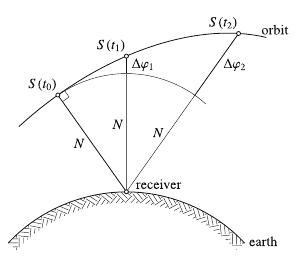 S(t₂)
orbit
S(t₁)
Δφ₁
Δφ₂
S(t₀)
N
N
N
receiver
earth